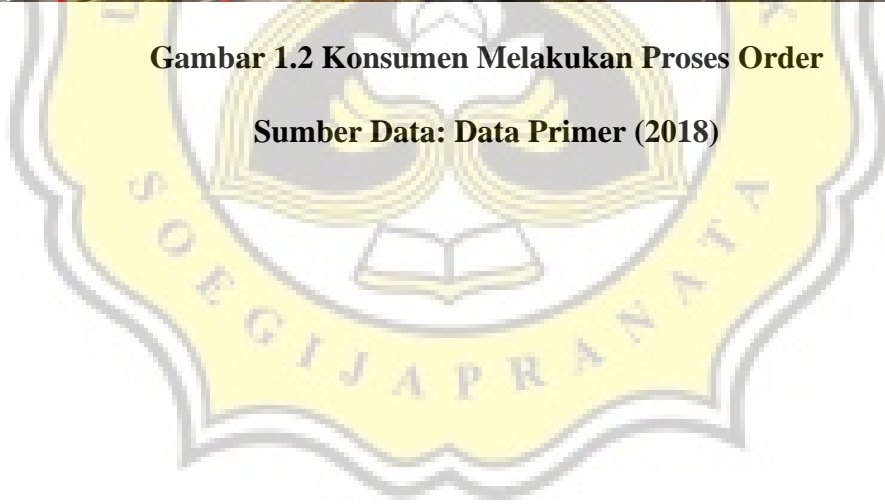 Gambar 1.2 Konsumen Melakukan Proses Order
Sumber Data: Data Primer (2018)
SOEGIJAPRANATA